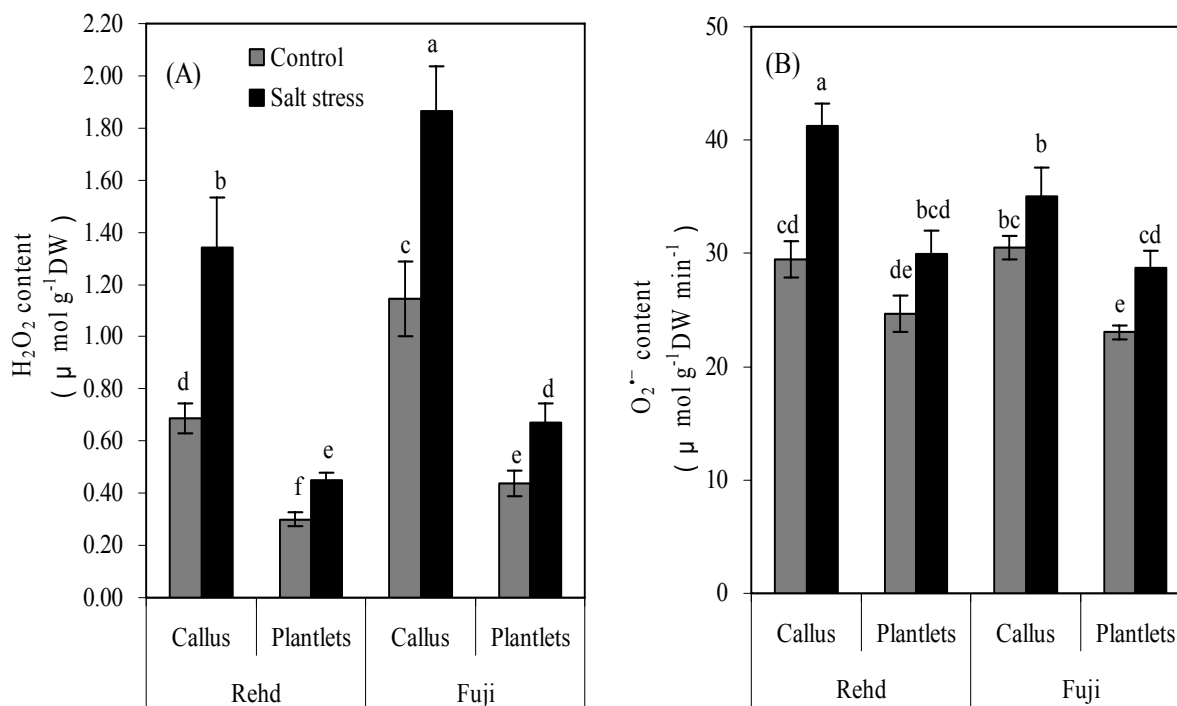 (A)
Control
Salt stress
H₂O₂ content
( μ mol g⁻¹DW)
2.20
2.00
1.80
1.60
1.40
1.20
1.00
0.80
0.60
0.40
0.20
0.00
d
b
f
e
c
a
e
d
Callus Plantlets Callus Plantlets
Rehd Fuji
(B)
O₂•⁻ content
( μ mol g⁻¹DW min⁻¹)
50
40
30
20
10
0
cd
a
de
bcd
bc
b
e
cd
Callus Plantlets Callus Plantlets
Rehd Fuji